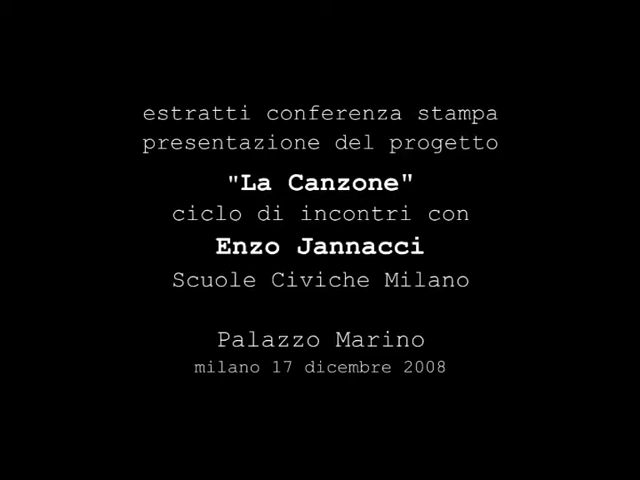 estratti conferenza stampa
presentazione del progetto
"La Canzone"
ciclo di incontri con
Enzo Jannacci
Scuole Civiche Milano
Palazzo Marino
milano 17 dicembre 2008